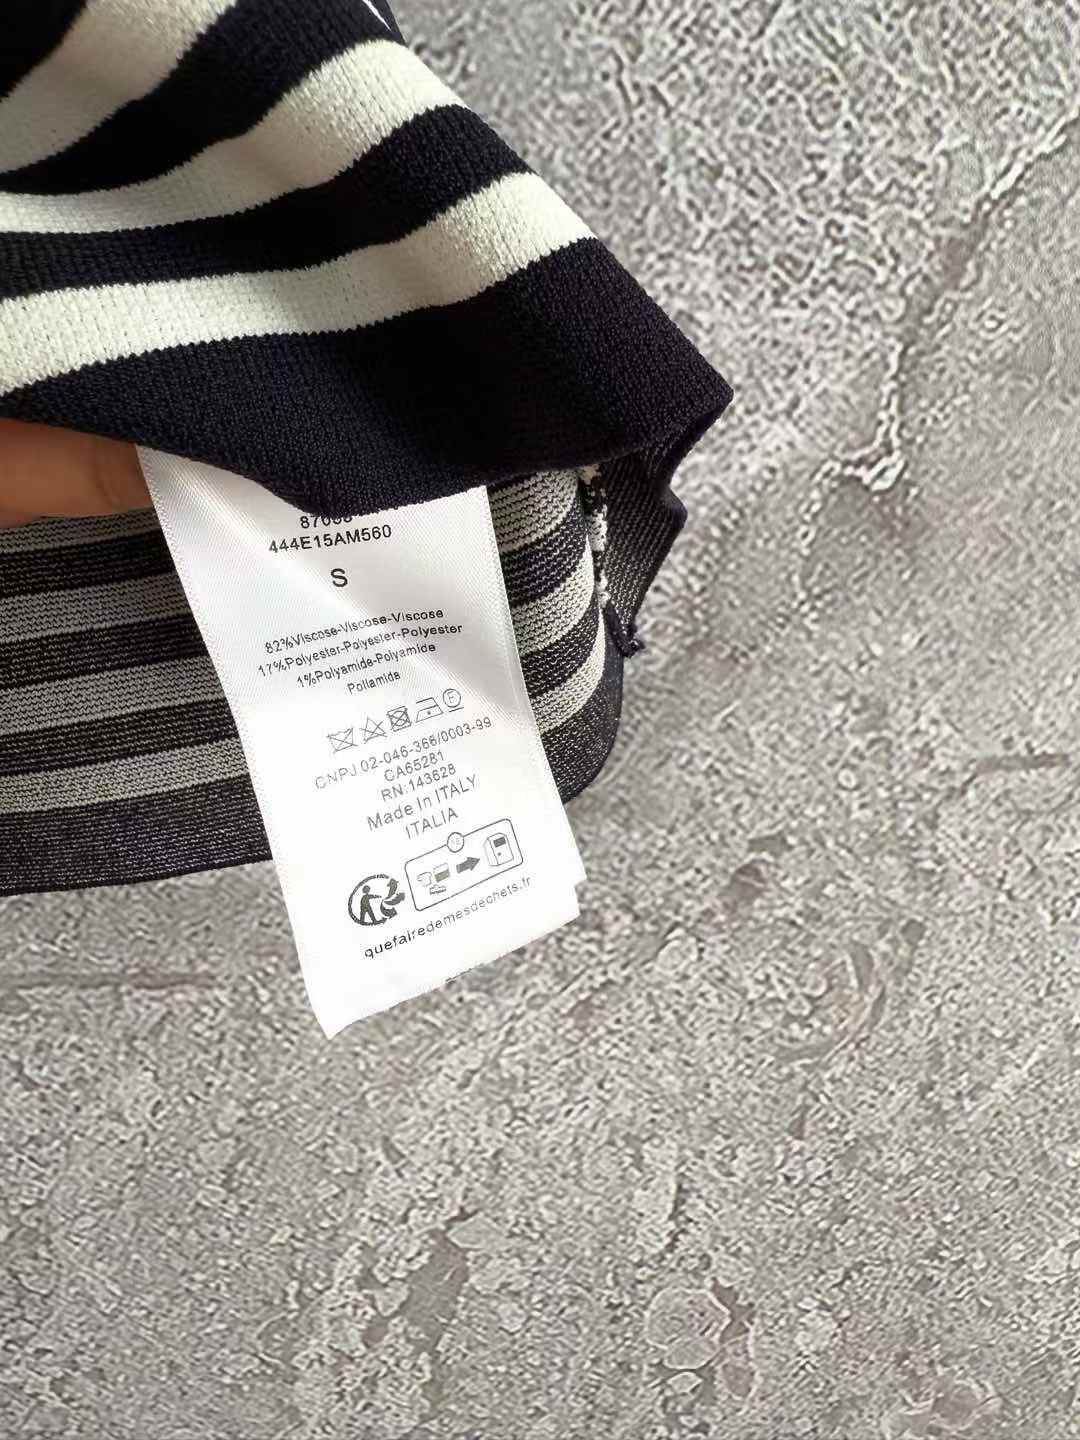 444E15AM560
S
82%Viscose-Viscose-Viscose
17%Polyester-Polyester-Polyester
1%Polyamide-Polyamide
Poliamida
CNPJ.02-046-366/0003-99
CA65281
RN:143628
Made In ITALY
ITALIA
quefairedemesdechets.fr